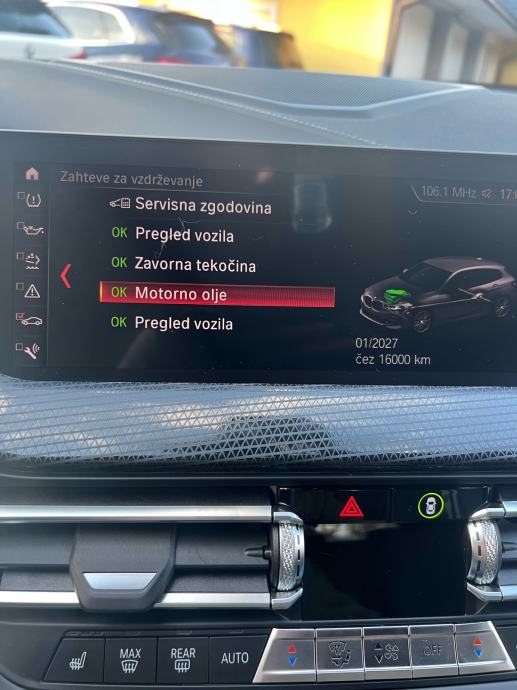 Zahteve za vzdrževanje
106.1 MHz
Servisna zgodovina
OK Pregled vozila
OK Zavorna tekočina
OK Motorno olje
OK Pregled vozila
01/2027
čez 16000 km
MAX
REAR
AUTO
OFF